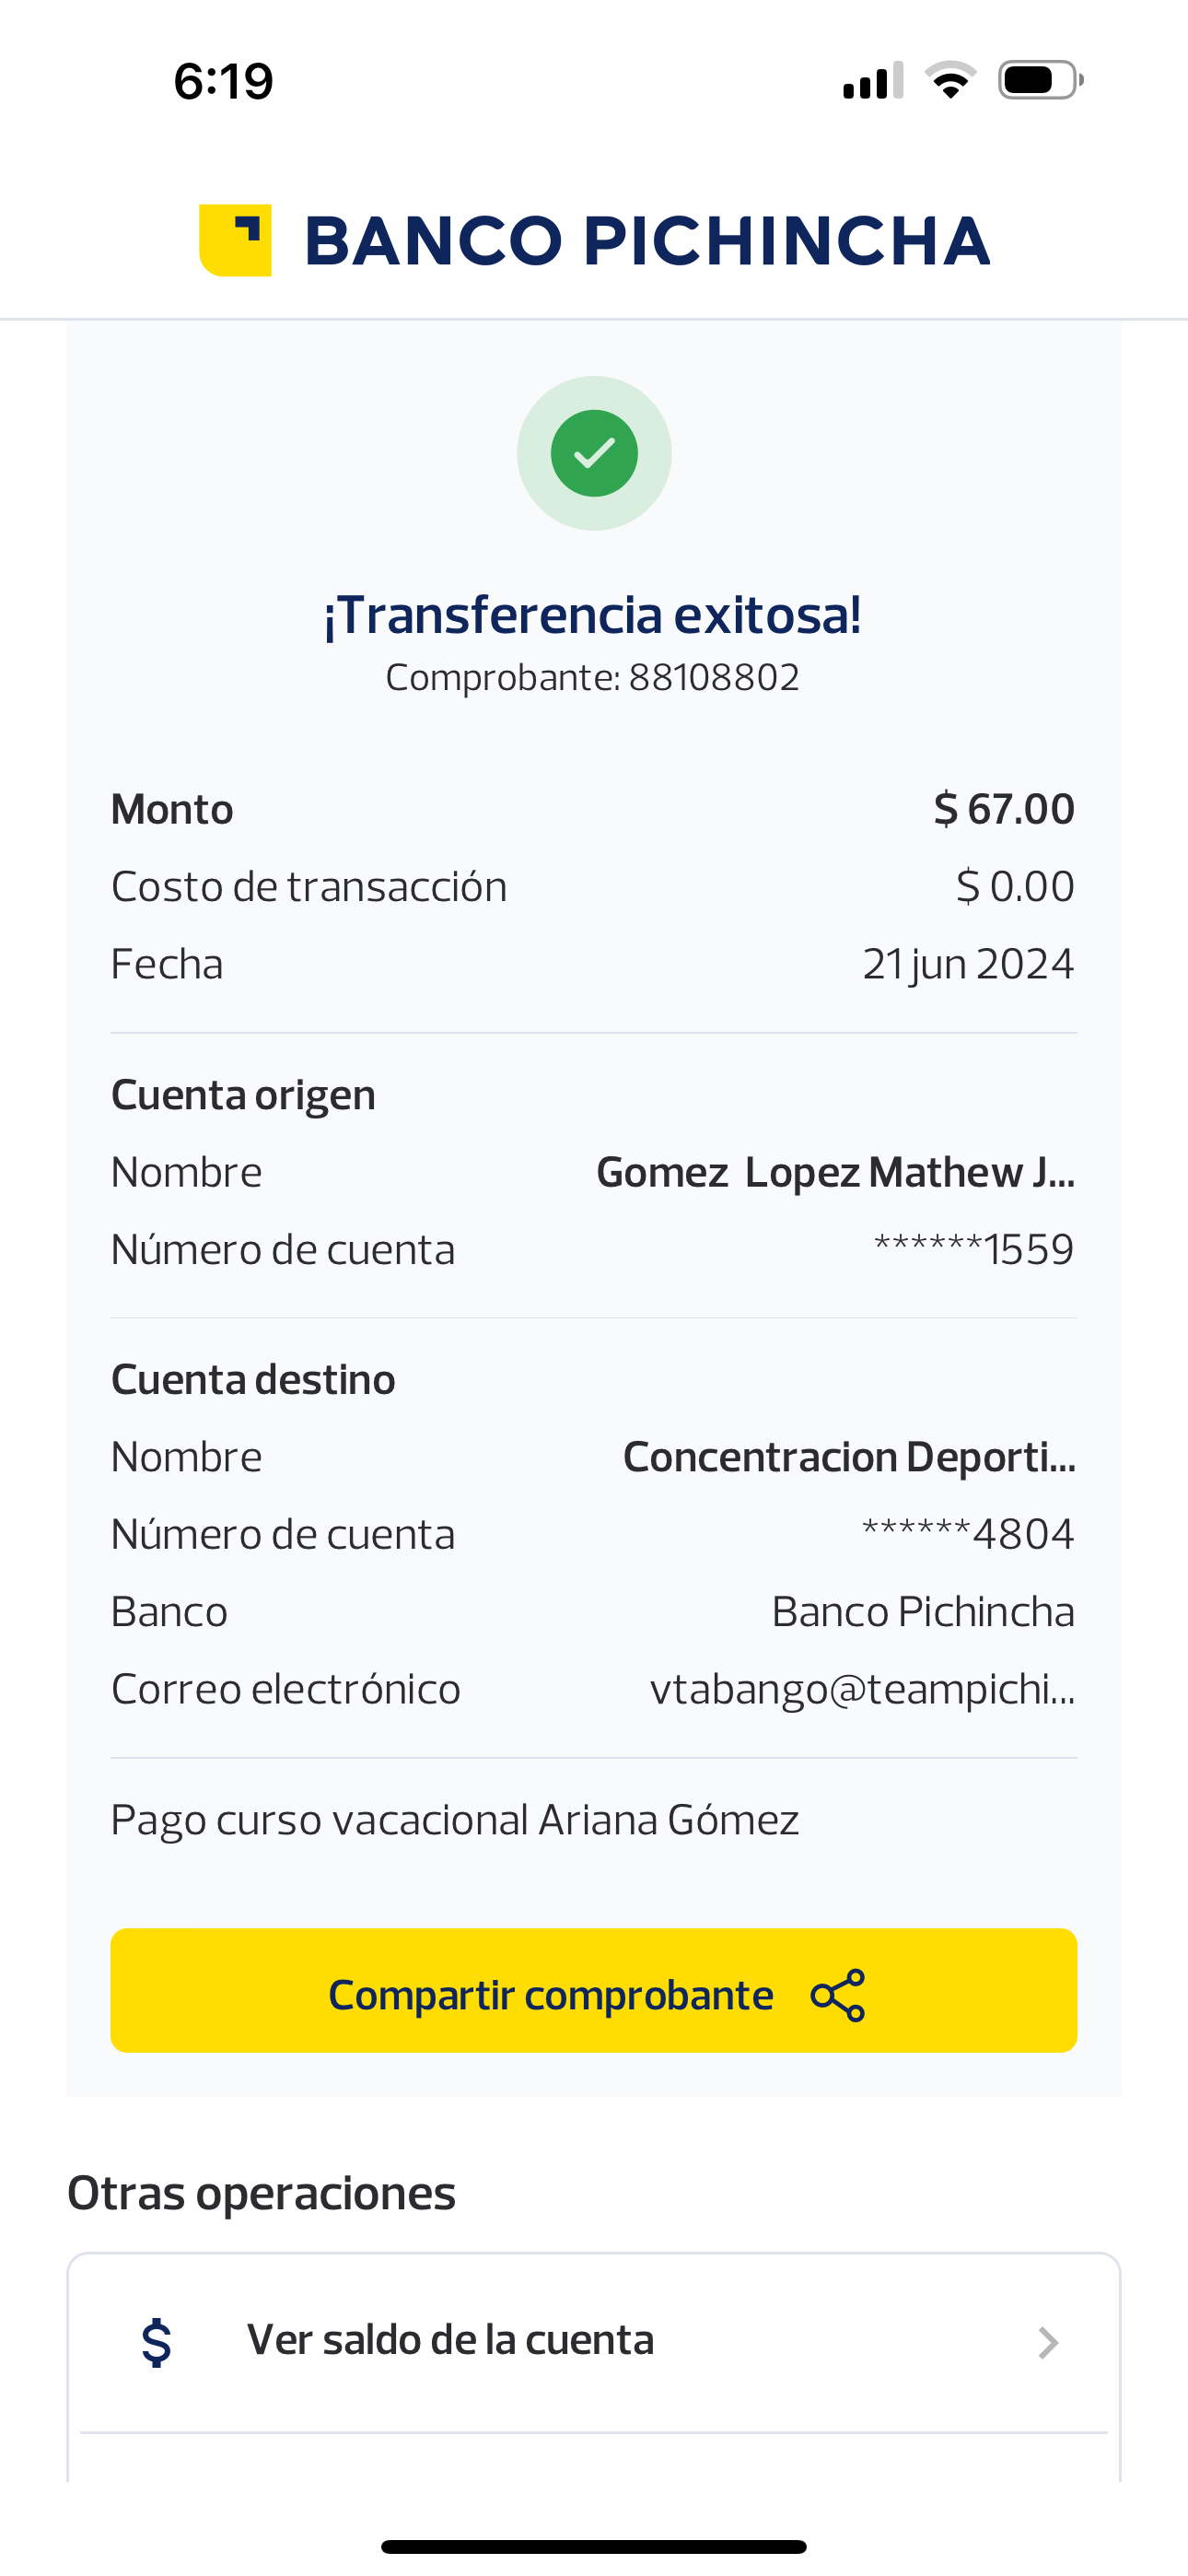 6:19
BANCO PICHINCHA
¡Transferencia exitosa!
Comprobante: 88108802
Monto $ 67.00
Costo de transacción $ 0.00
Fecha 21 jun 2024
Cuenta origen
Nombre Gomez  Lopez Mathew J...
Número de cuenta ******1559
Cuenta destino
Nombre Concentracion Deporti...
Número de cuenta ******4804
Banco Banco Pichincha
Correo electrónico vtabango@teampichi...
Pago curso vacacional Ariana Gómez
Compartir comprobante
Otras operaciones
$ Ver saldo de la cuenta